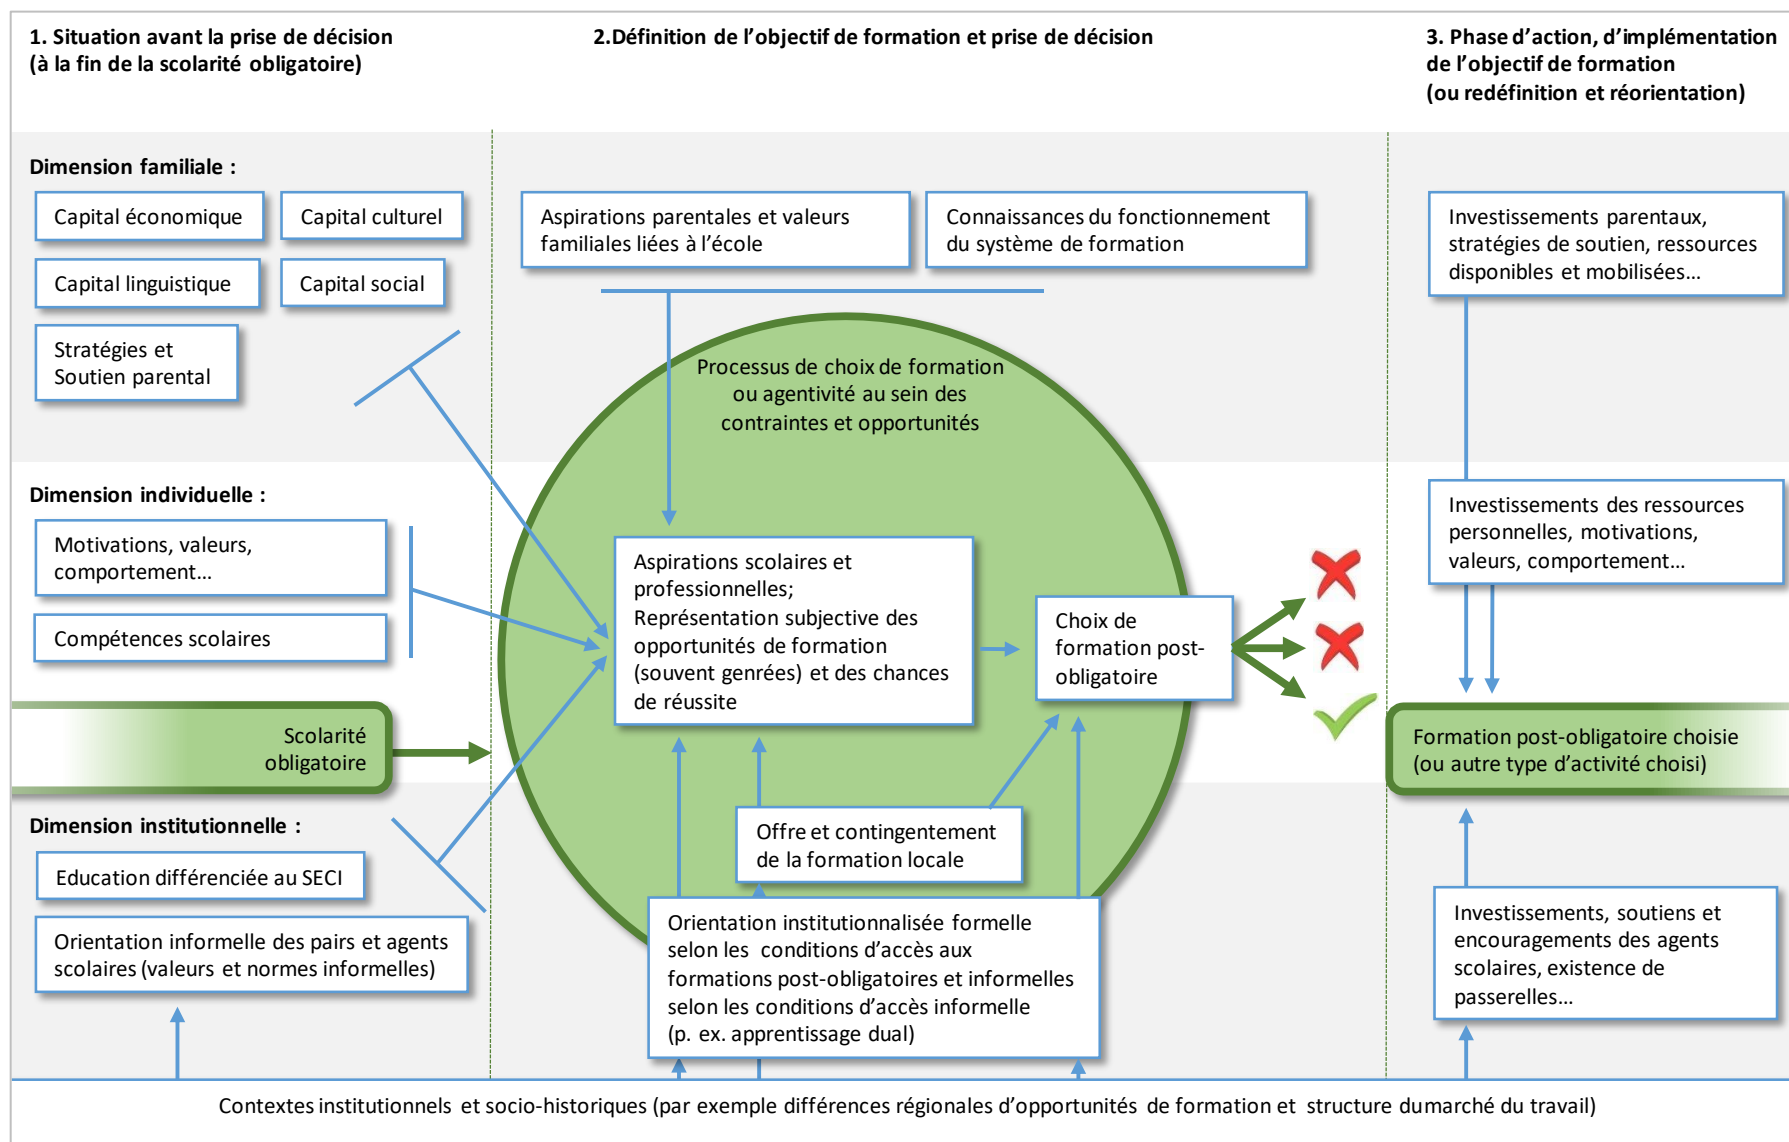 1. Situation avant la prise de décision
(à la fin de la scolarité obligatoire)
2.Définition de l'objectif de formation et prise de décision
3. Phase d'action, d'implémentation
de l'objectif de formation
(ou redéfinition et réorientation)
Dimension familiale :
Capital économique
Capital culturel
Capital linguistique
Capital social
Stratégies et
Soutien parental
Aspirations parentales et valeurs
familiales liées à l'école
Connaissances du fonctionnement
du système de formation
Investissements parentaux,
stratégies de soutien, ressources
disponibles et mobilisées…
Processus de choix de formation
ou agentivité au sein des
contraintes et opportunités
Dimension individuelle :
Motivations, valeurs,
comportement…
Compétences scolaires
Aspirations scolaires et
professionnelles;
Représentation subjective des
opportunités de formation
(souvent genrées) et des chances
de réussite
Choix de
formation post-
obligatoire
Investissements des ressources
personnelles, motivations,
valeurs, comportement…
Scolarité
obligatoire
Formation post-obligatoire choisie
(ou autre type d'activité choisi)
Dimension institutionnelle :
Education différenciée au SECI
Orientation informelle des pairs et agents
scolaires (valeurs et normes informelles)
Offre et contingentement
de la formation locale
Orientation institutionnalisée formelle
selon les conditions d'accès aux
formations post-obligatoires et informelles
selon les conditions d'accès informelle
(p. ex. apprentissage dual)
Investissements, soutiens et
encouragements des agents
scolaires, existence de
passerelles…
Contextes institutionnels et socio-historiques (par exemple différences régionales d'opportunités de formation et structure dumarché du travail)